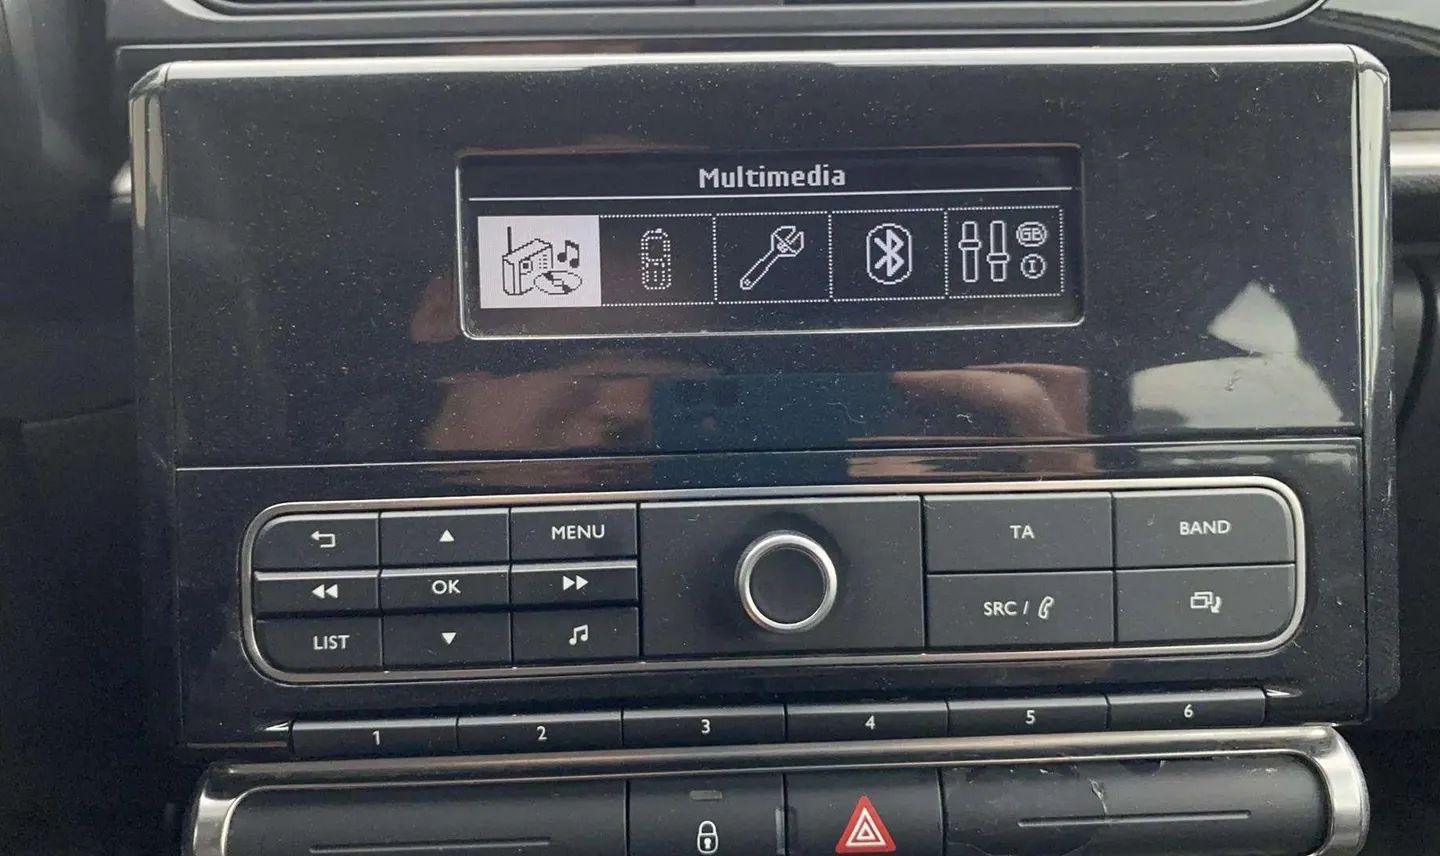 Multimedia
GB
I
MENU
OK
LIST
TA
BAND
SRC /
1 2 3 4 5 6